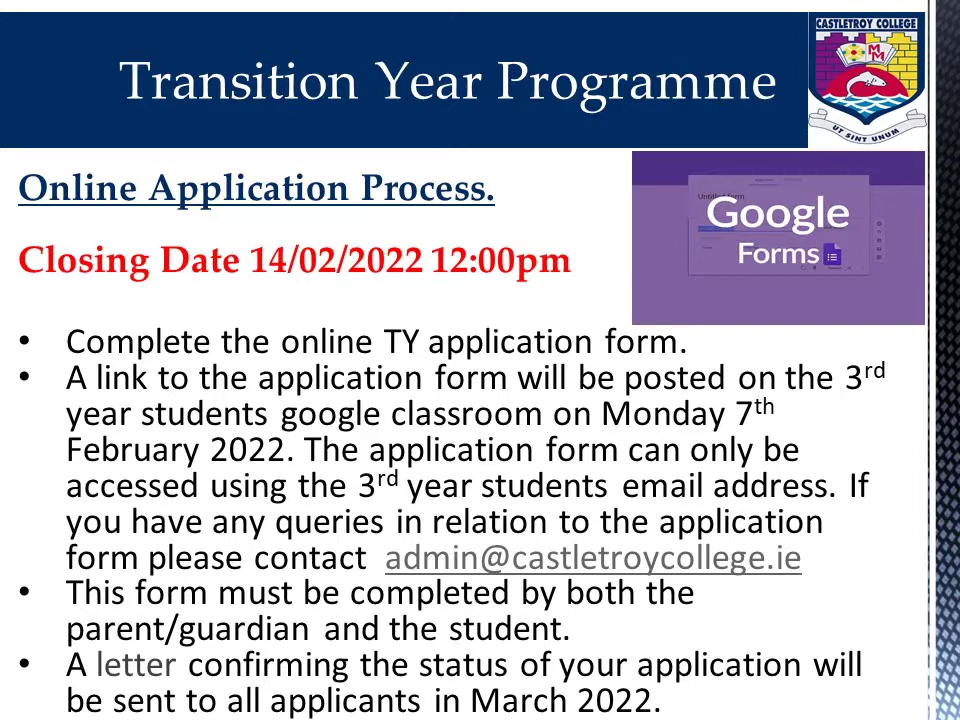 Transition Year Programme
CASTLETROY COLLEGE
MM
UT SINT UNUM
Online Application Process.
Untitled form
Google
Forms
Closing Date 14/02/2022 12:00pm
• Complete the online TY application form.
• A link to the application form will be posted on the 3rd
year students google classroom on Monday 7th
February 2022. The application form can only be
accessed using the 3rd year students email address. If
you have any queries in relation to the application
form please contact admin@castletroycollege.ie
• This form must be completed by both the
parent/guardian and the student.
• A letter confirming the status of your application will
be sent to all applicants in March 2022.